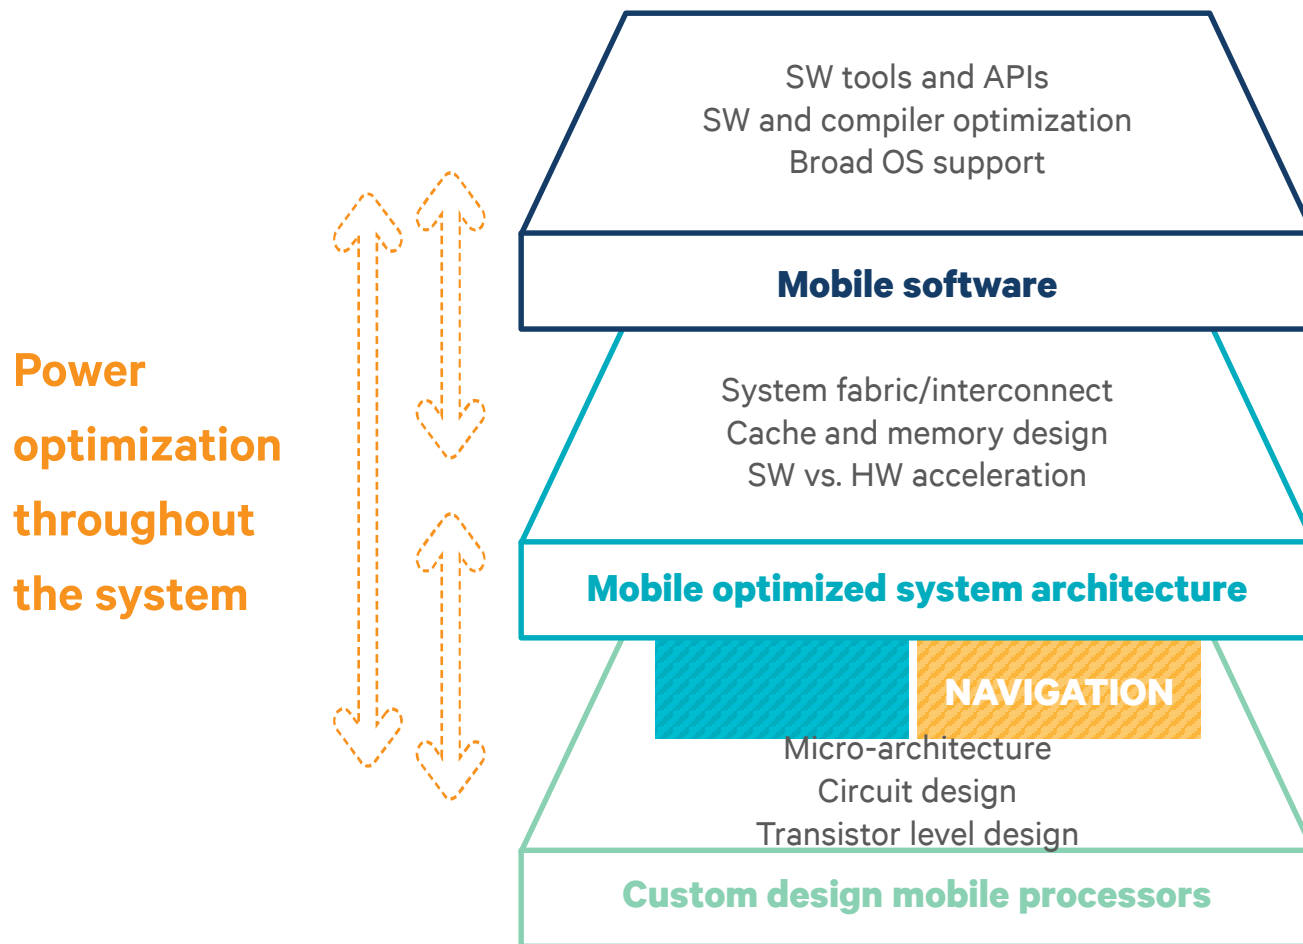 Power
optimization
throughout
the system
SW tools and APIs
SW and compiler optimization
Broad OS support
Mobile software
System fabric/interconnect
Cache and memory design
SW vs. HW acceleration
Mobile optimized system architecture
NAVIGATION
Micro-architecture
Circuit design
Transistor level design
Custom design mobile processors